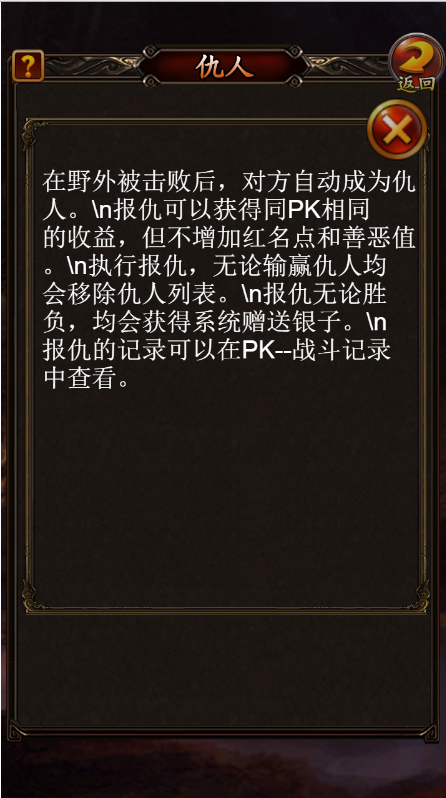 ?
仇人
返回
在野外被击败后，对方自动成为仇
人。\n报仇可以获得同PK相同
的收益，但不增加红名点和善恶值
。\n执行报仇，无论输赢仇人均
会移除仇人列表。\n报仇无论胜
负，均会获得系统赠送银子。\n
报仇的记录可以在PK--战斗记录
中查看。